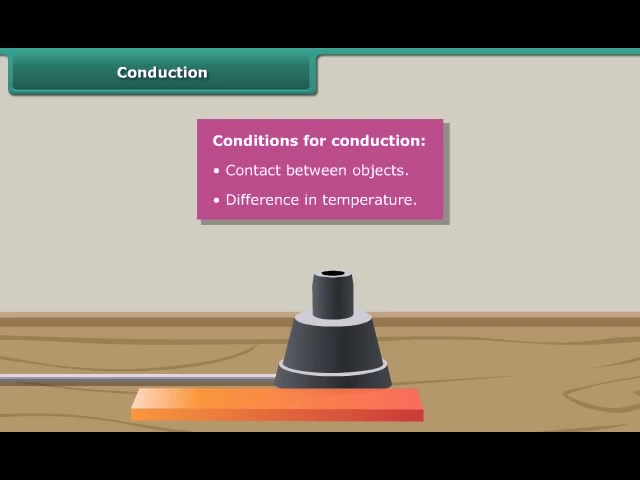 Conduction
Conditions for conduction:
• Contact between objects.
• Difference in temperature.